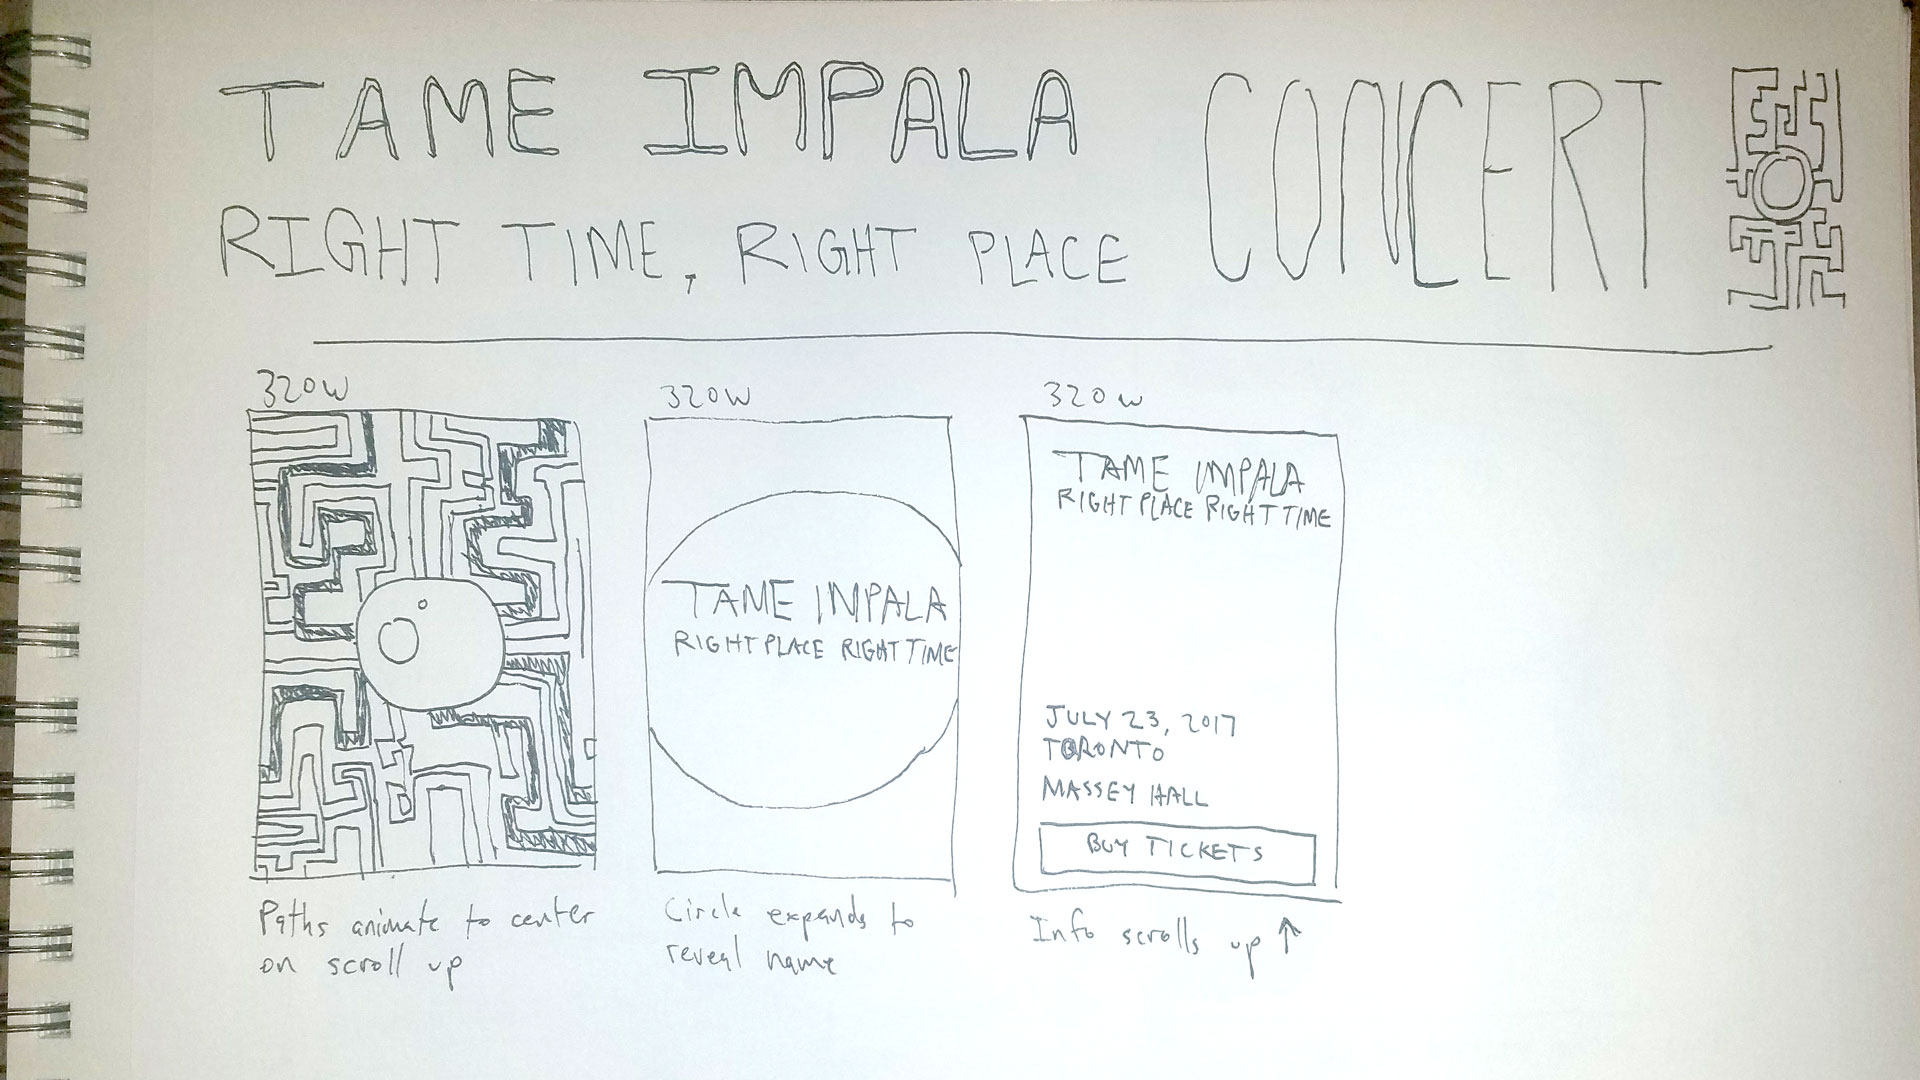 TAME IMPALA CONCERT
RIGHT TIME, RIGHT PLACE
320w
Paths animate to center
on scroll up
320W
TAME IMPALA
RIGHT PLACE RIGHT TIME
Circle expands to
reveal name
320w
TAME IMPALA
RIGHT PLACE RIGHT TIME
JULY 23, 2017
TORONTO
MASSEY HALL
BUY TICKETS
Info scrolls up ↑